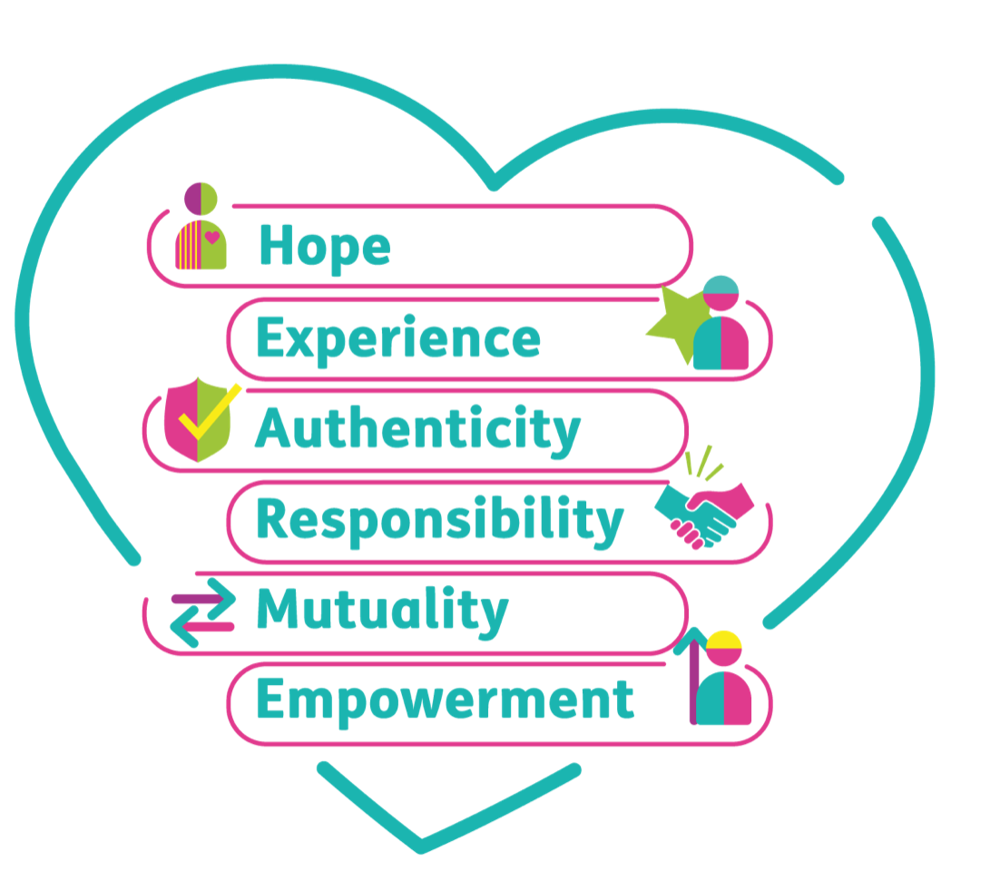 Hope
Experience
Authenticity
Responsibility
Mutuality
Empowerment